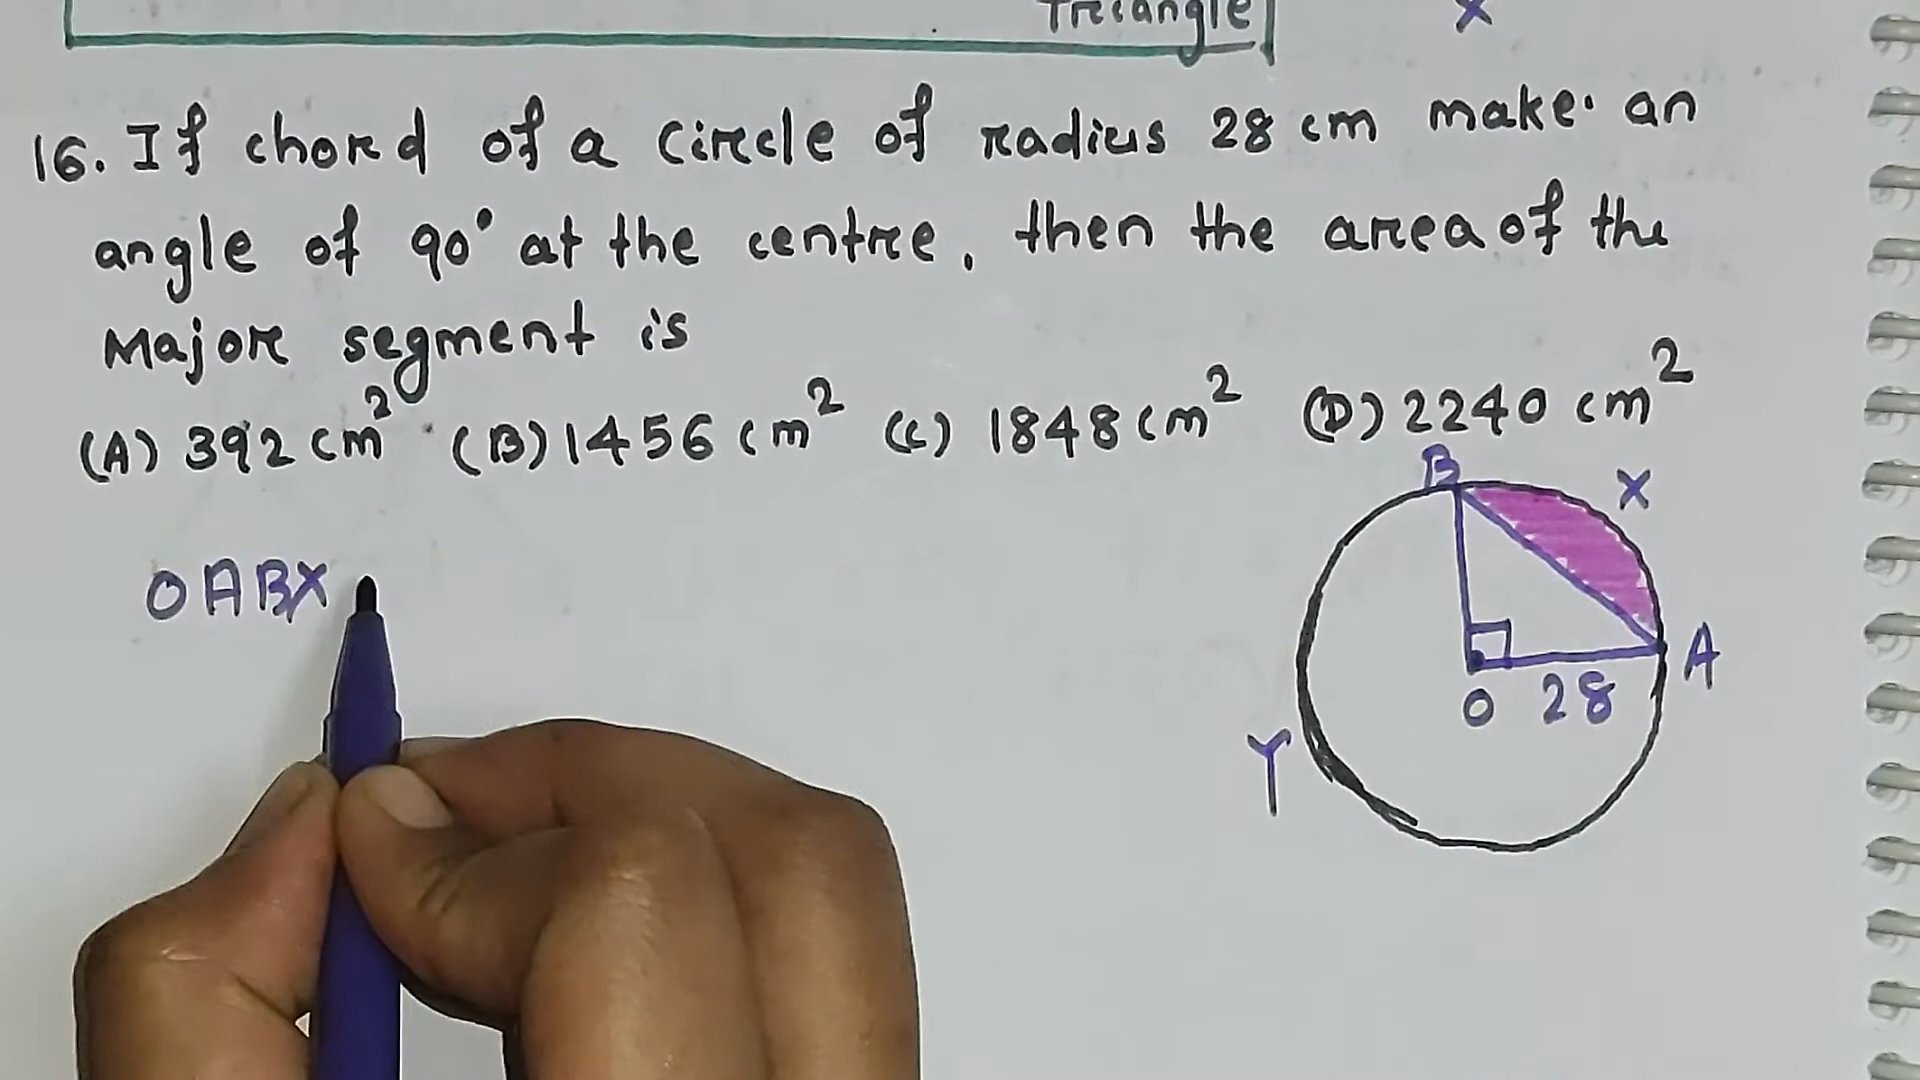 Triangle
X
16. If chord of a circle of radius 28 cm make an
angle of 90° at the centre, then the area of the
Major segment is
(A) 392 cm² (B) 1456 cm² (C) 1848 cm² (D) 2240 cm²
B
X
OABX
A
O 28
Y